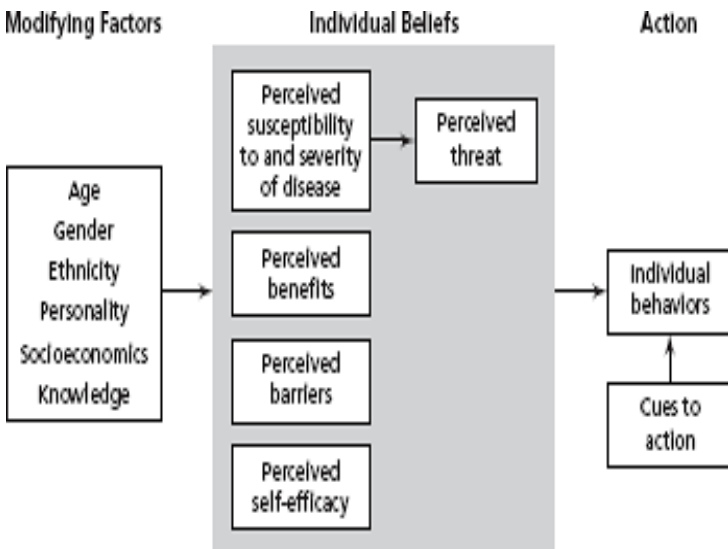 Modifying Factors
Individual Beliefs
Action
Age
Gender
Ethnicity
Personality
Socioeconomics
Knowledge
Perceived
susceptibility
to and severity
of disease
Perceived
threat
Perceived
benefits
Perceived
barriers
Perceived
self-efficacy
Individual
behaviors
Cues to
action